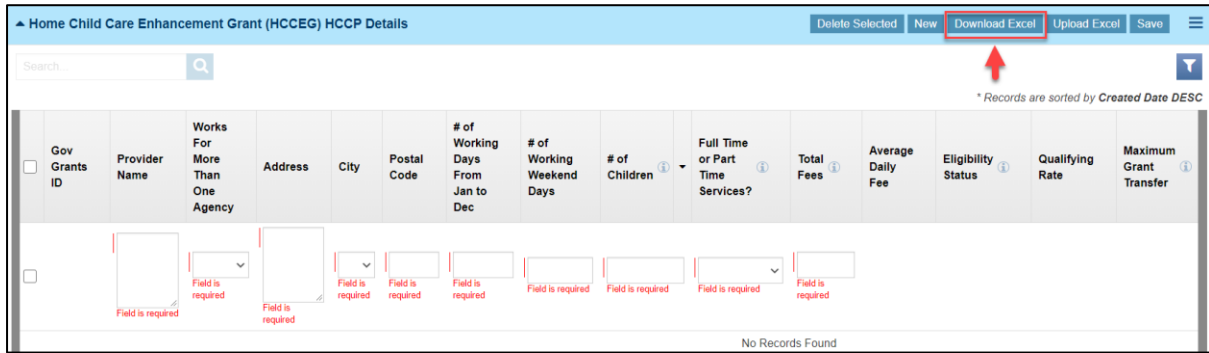 Home Child Care Enhancement Grant (HCCEG) HCCP Details
Delete Selected
New
Download Excel
Upload Excel
Save
Search...
* Records are sorted by Created Date DESC
Gov
Grants
ID
Provider
Name
Works
For
More
Than
One
Agency
Address
City
Postal
Code
# of
Working
Days
From
Jan to
Dec
# of
Working
Weekend
Days
# of
Children
Full Time
or Part
Time
Services?
Total
Fees
Average
Daily
Fee
Eligibility
Status
Qualifying
Rate
Maximum
Grant
Transfer
Field is required
Field is
required
Field is
required
Field is
required
Field is
required
Field is
required
Field is required
Field is required
Field is required
Field is
required
No Records Found